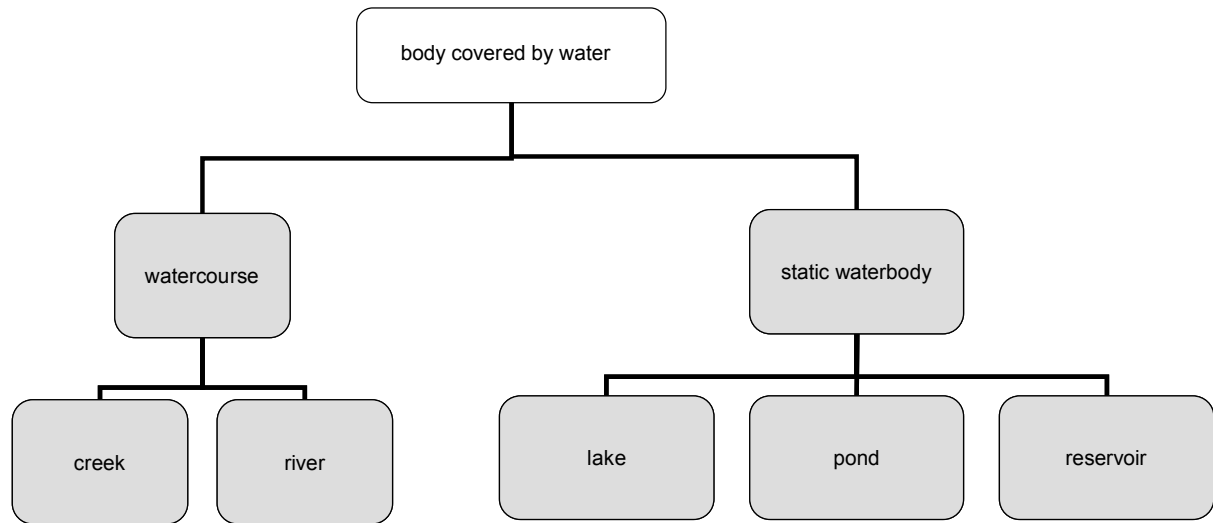 body covered by water
watercourse
static waterbody
creek
river
lake
pond
reservoir